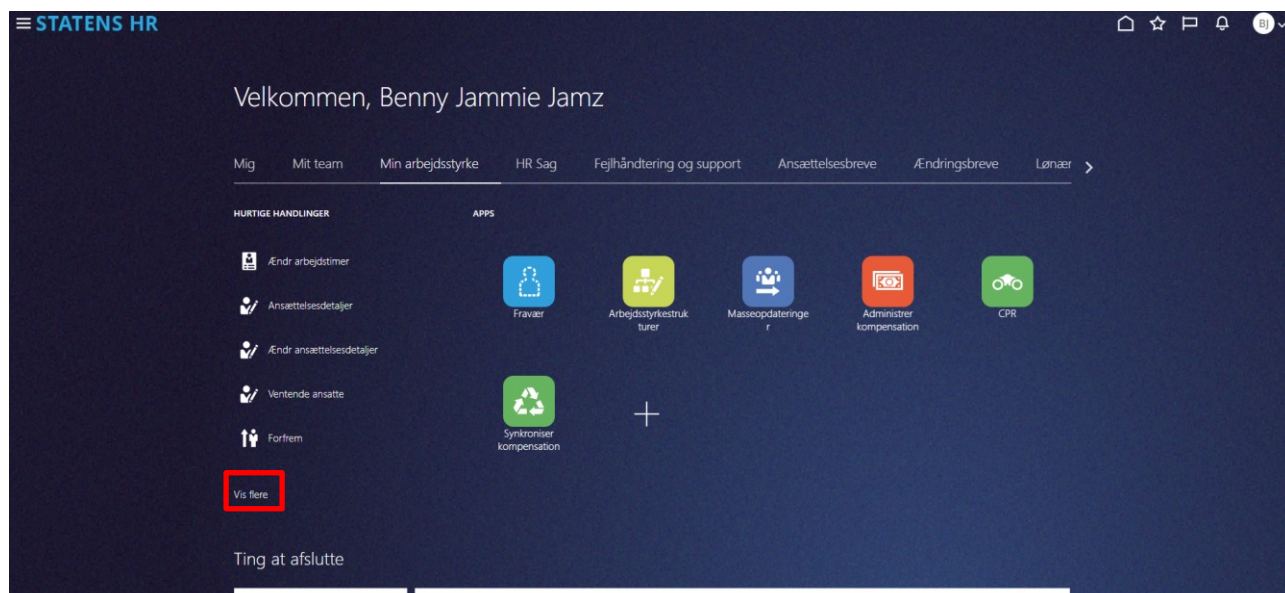 STATENS HR
BJ
Velkommen, Benny Jammie Jamz
Mig Mit team Min arbejdsstyrke HR Sag Fejlhåndtering og support Ansættelsesbreve Ændringsbreve Lønær
HURTIGE HANDLINGER
Ændr arbejdstimer
Ansættelsesdetaljer
Ændr ansættelsesdetaljer
Ventende ansatte
Forfrem
Vis flere
APPS
Fravær
Arbejdsstyrkestruk
turer
Masseopdateringe
r
Administrer
kompensation
CPR
Synkroniser
kompensation
Ting at afslutte